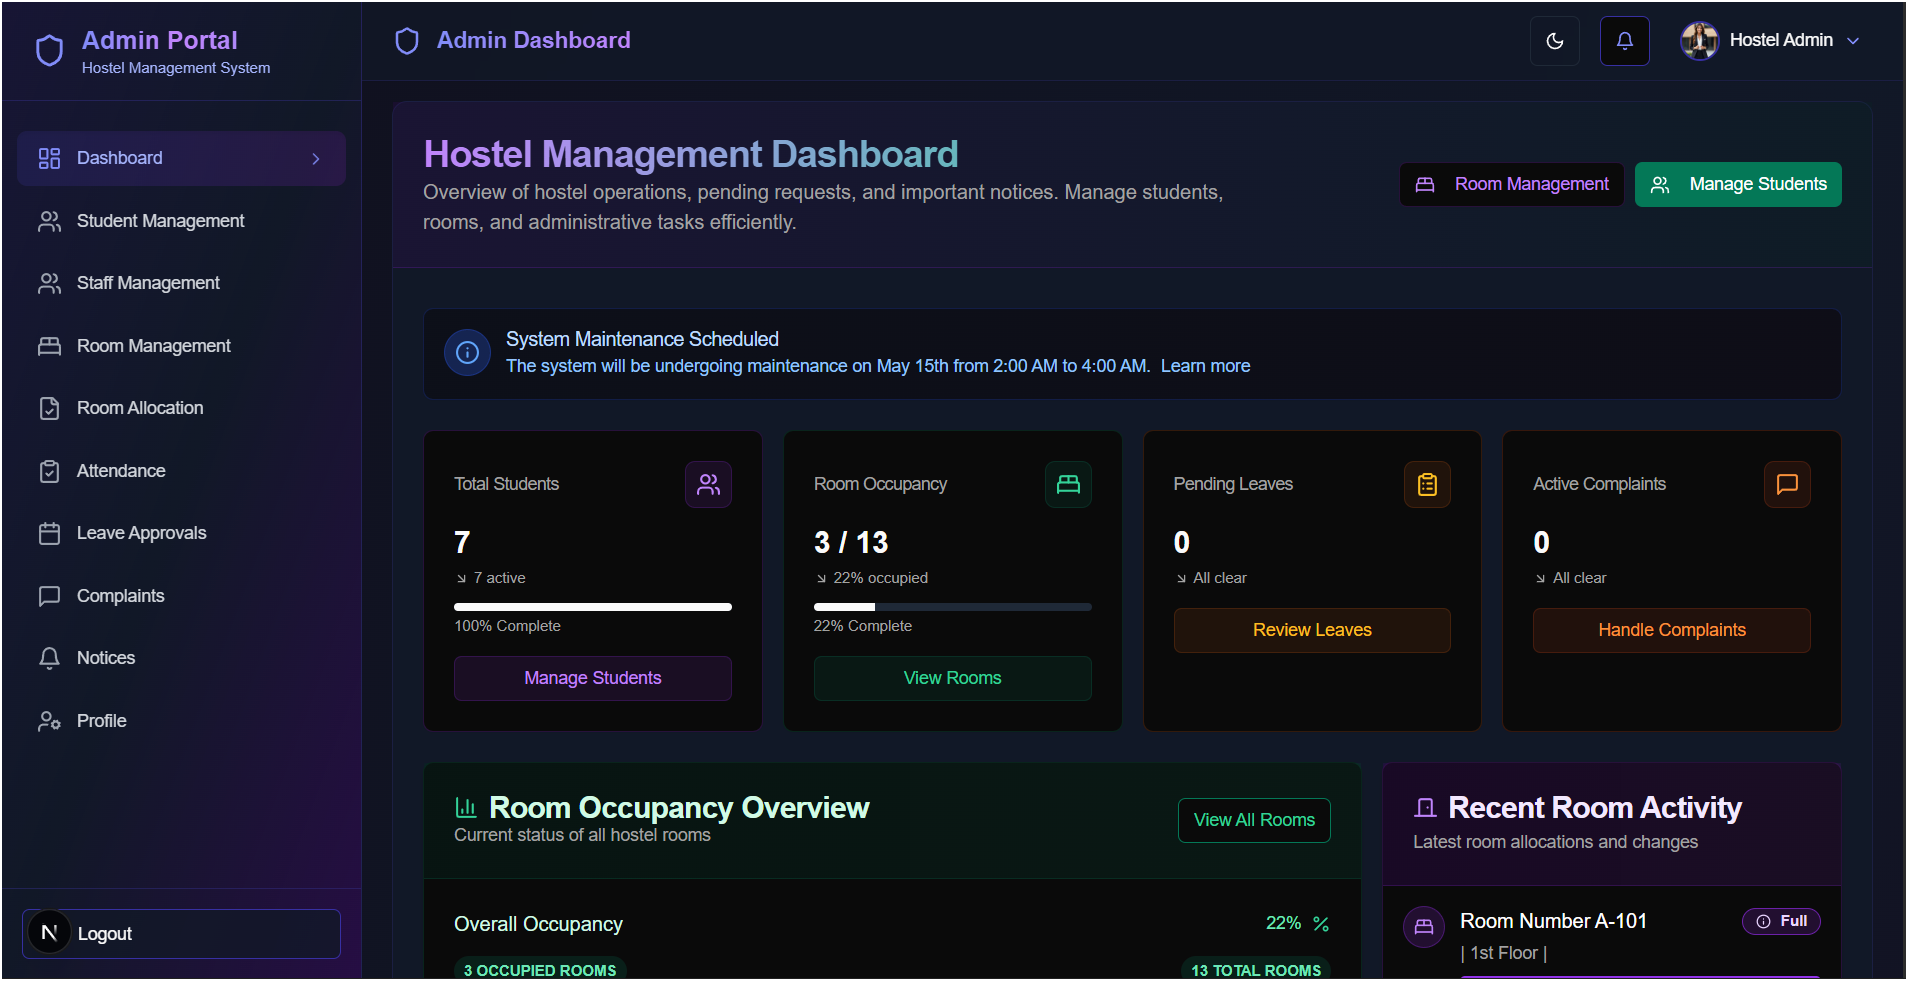 Admin Portal
Hostel Management System
Dashboard
Student Management
Staff Management
Room Management
Room Allocation
Attendance
Leave Approvals
Complaints
Notices
Profile
N
Logout
Admin Dashboard
Hostel Admin
Hostel Management Dashboard
Overview of hostel operations, pending requests, and important notices. Manage students,
rooms, and administrative tasks efficiently.
Room Management
Manage Students
System Maintenance Scheduled
The system will be undergoing maintenance on May 15th from 2:00 AM to 4:00 AM. Learn more
Total Students
7
7 active
100% Complete
Manage Students
Room Occupancy
3 / 13
22% occupied
22% Complete
View Rooms
Pending Leaves
0
All clear
Review Leaves
Active Complaints
0
All clear
Handle Complaints
Room Occupancy Overview
Current status of all hostel rooms
View All Rooms
Overall Occupancy
22% %
3 OCCUPIED ROOMS
13 TOTAL ROOMS
Recent Room Activity
Latest room allocations and changes
Room Number A-101
Full
| 1st Floor |